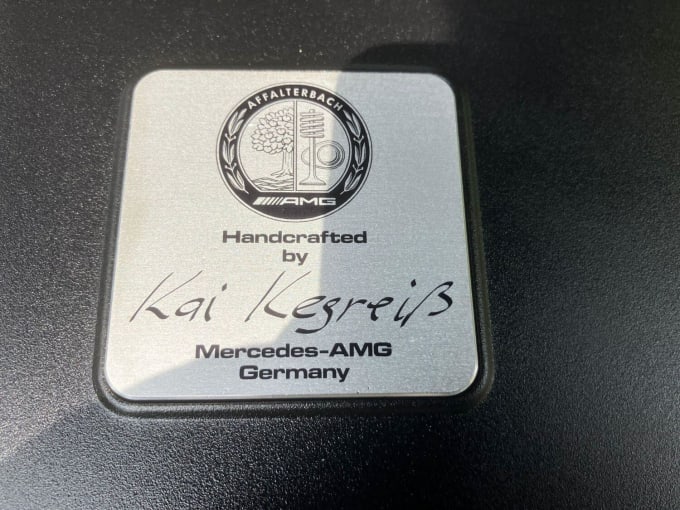 AFFALTERBACH
AMG
Handcrafted
by
Kai Kegreiß
Mercedes-AMG
Germany